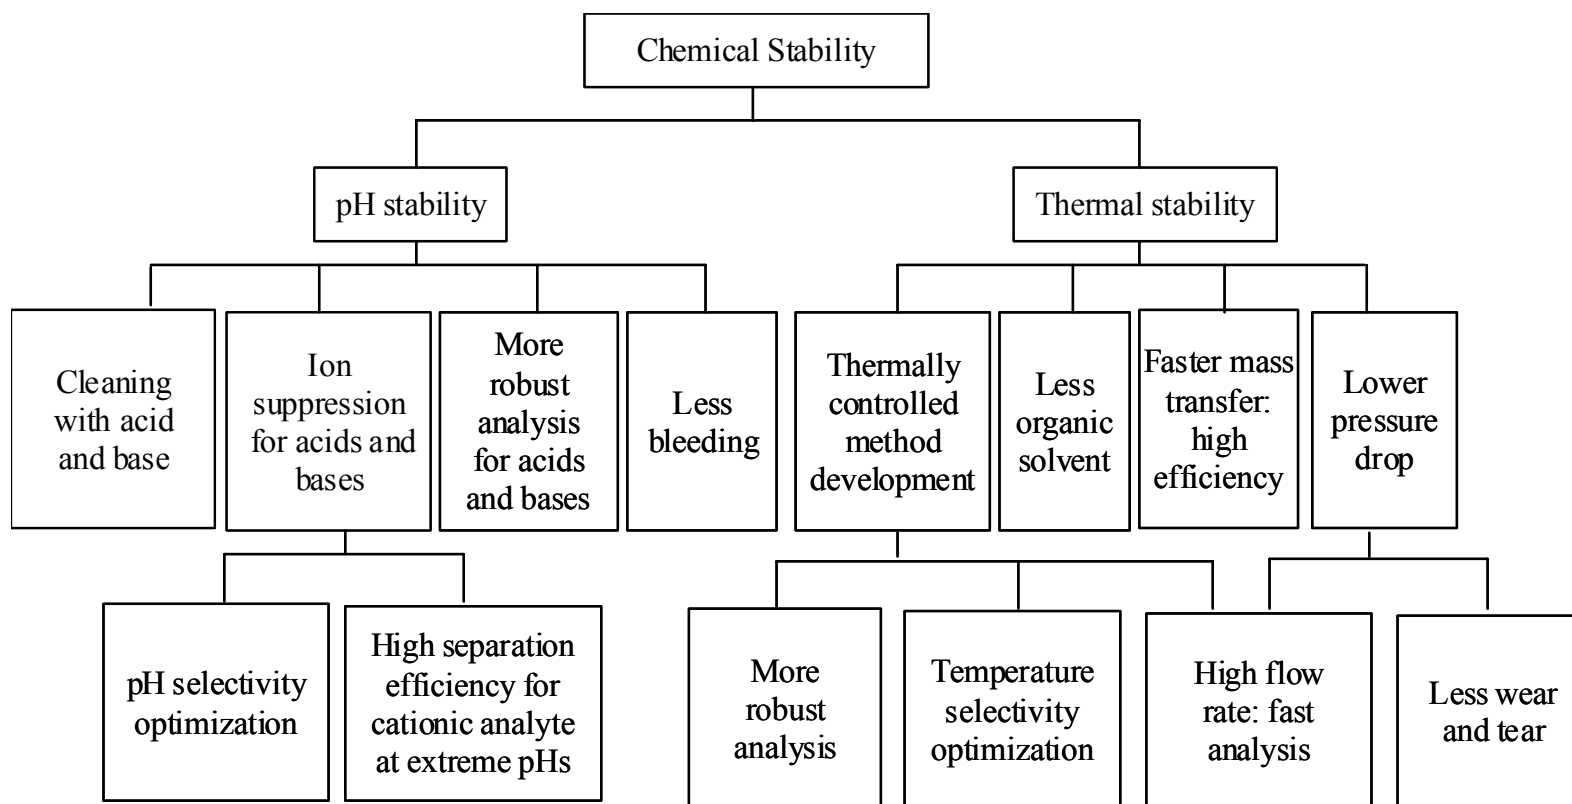 Chemical Stability
pH stability
Thermal stability
Cleaning
with acid
and base
Ion
suppression
for acids and
bases
More
robust
analysis
for acids
and bases
Less
bleeding
Thermally
controlled
method
development
Less
organic
solvent
Faster mass
transfer:
high
efficiency
Lower
pressure
drop
pH selectivity
optimization
High separation
efficiency for
cationic analyte
at extreme pHs
More
robust
analysis
Temperature
selectivity
optimization
High flow
rate: fast
analysis
Less wear
and tear